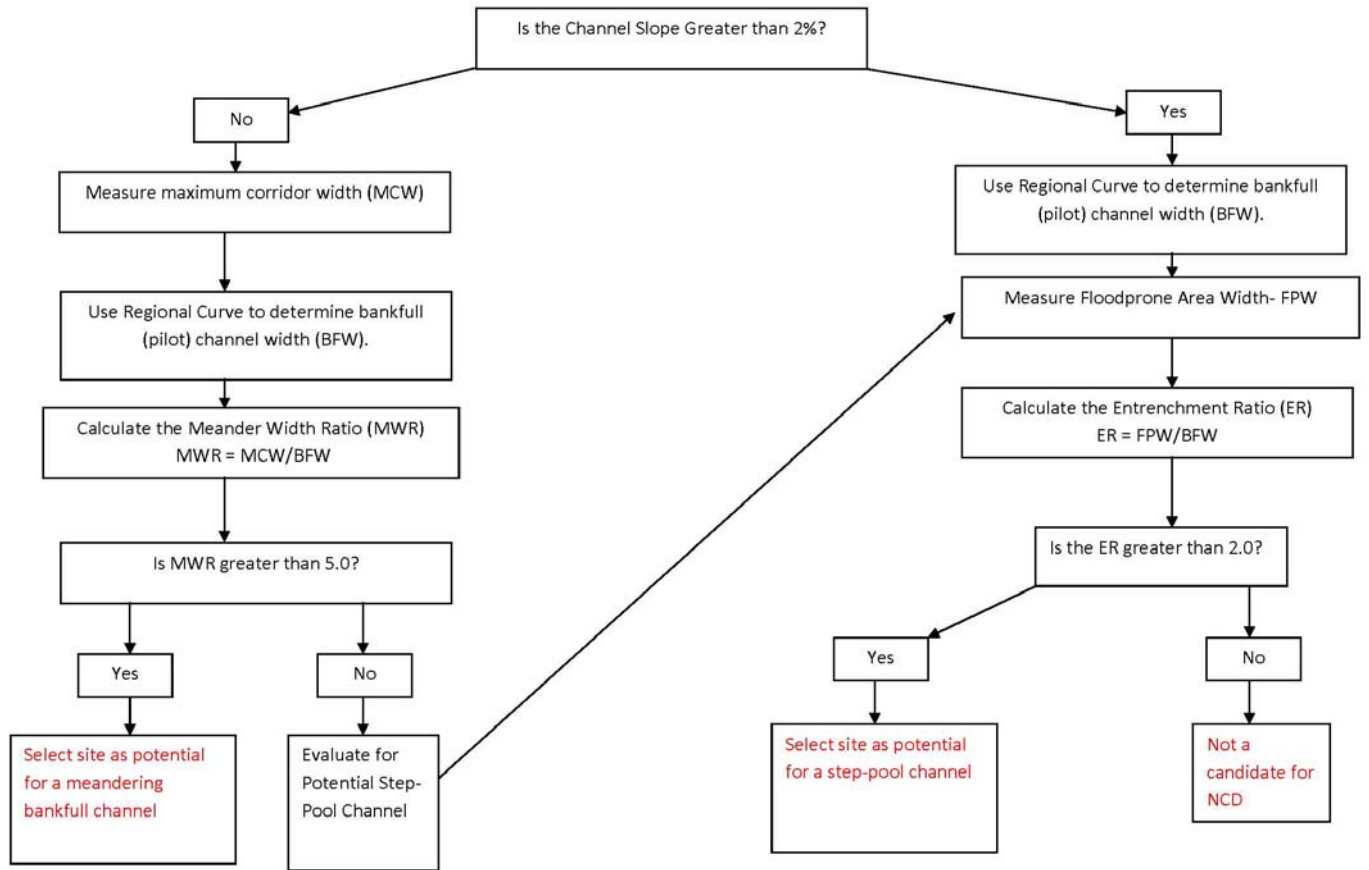 Is the Channel Slope Greater than 2%?
No
Measure maximum corridor width (MCW)
Use Regional Curve to determine bankfull
(pilot) channel width (BFW).
Calculate the Meander Width Ratio (MWR)
MWR = MCW/BFW
Is MWR greater than 5.0?
Yes
Select site as potential
for a meandering
bankfull channel
No
Evaluate for
Potential Step-
Pool Channel
Yes
Use Regional Curve to determine bankfull
(pilot) channel width (BFW).
Measure Floodprone Area Width- FPW
Calculate the Entrenchment Ratio (ER)
ER = FPW/BFW
Is the ER greater than 2.0?
Yes
Select site as potential
for a step-pool channel
No
Not a
candidate for
NCD